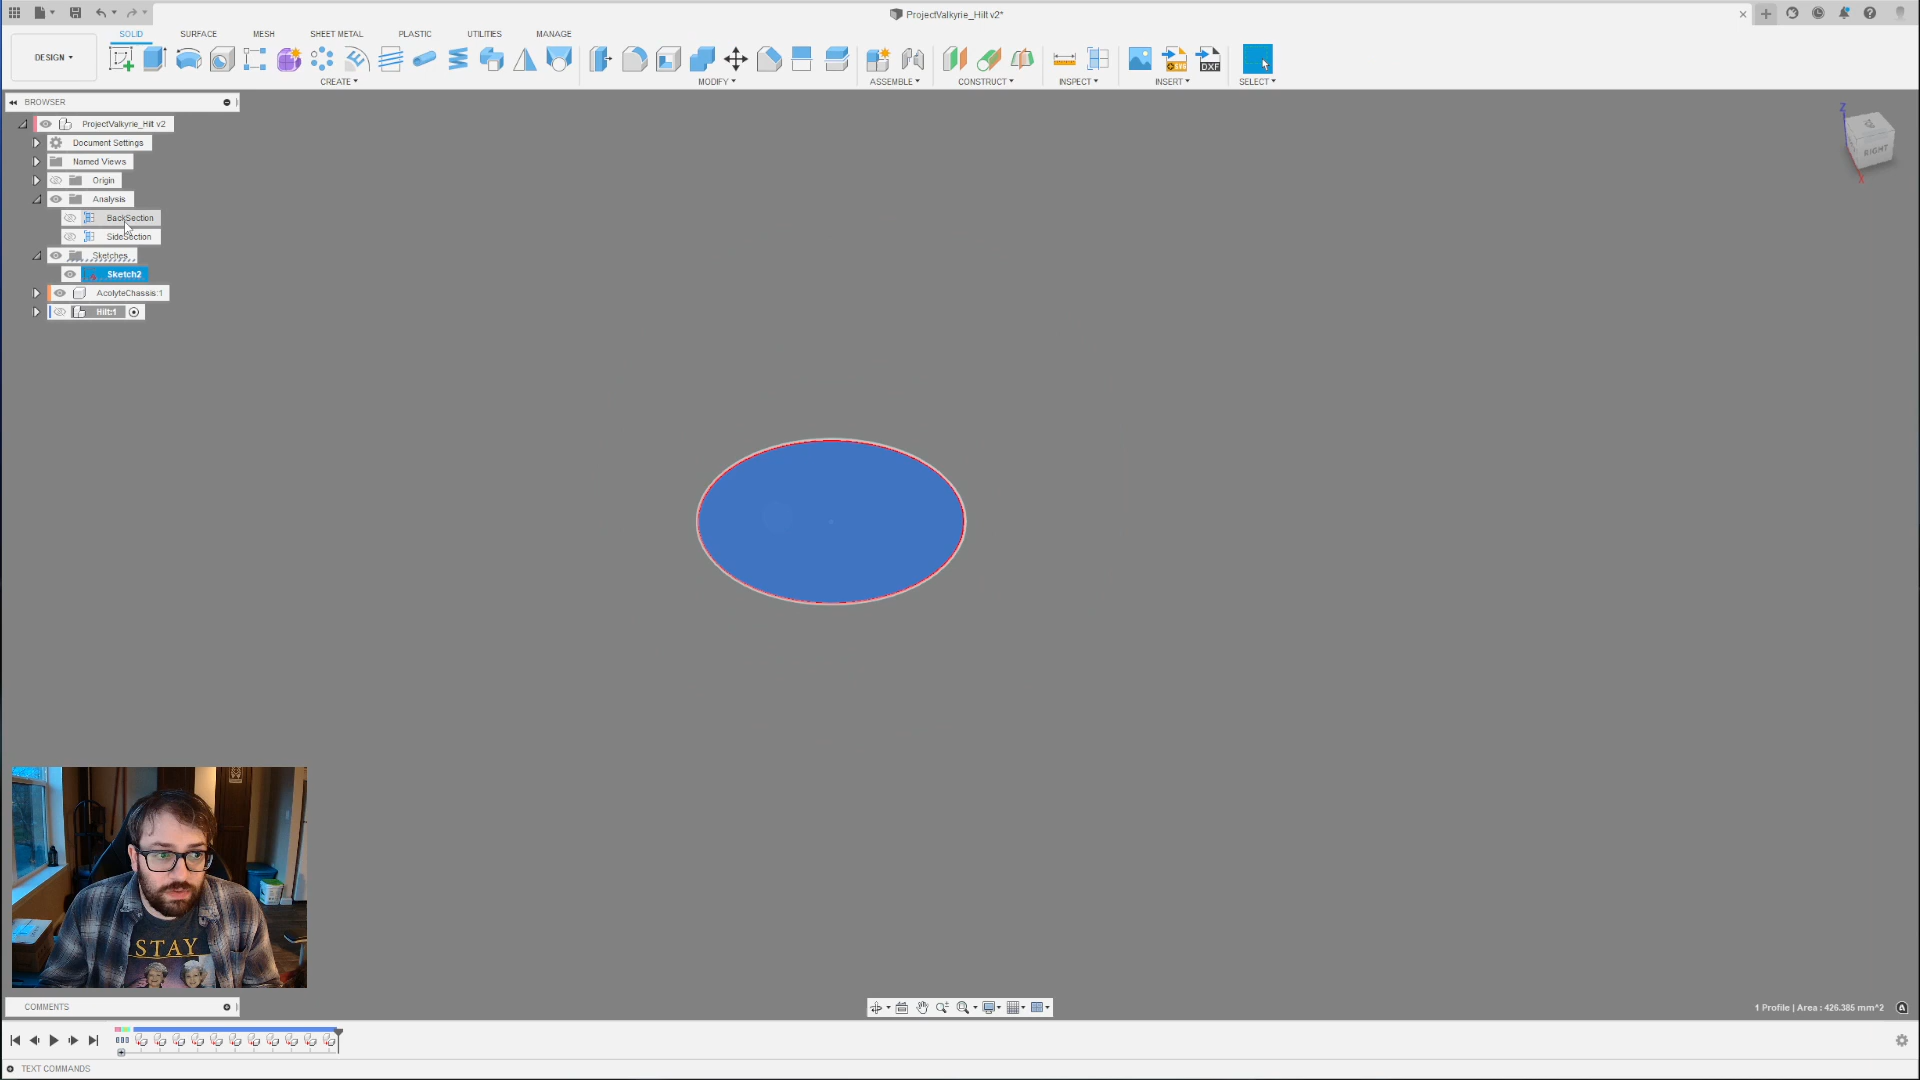 ProjectValkyrie_Hilt v2*
SOLID SURFACE MESH SHEET METAL PLASTIC UTILITIES MANAGE
DESIGN
CREATE MODIFY ASSEMBLE CONSTRUCT INSPECT INSERT SELECT
SVG
DXF
BROWSER
ProjectValkyrie_Hilt v2
Document Settings
Named Views
Origin
Analysis
BackSection
SideSection
Sketches
Sketch2
AcolyteChassis:1
Hilt:1
Z
RIGHT
X
STAY
COMMENTS
1 Profile | Area : 426.385 mm^2
TEXT COMMANDS